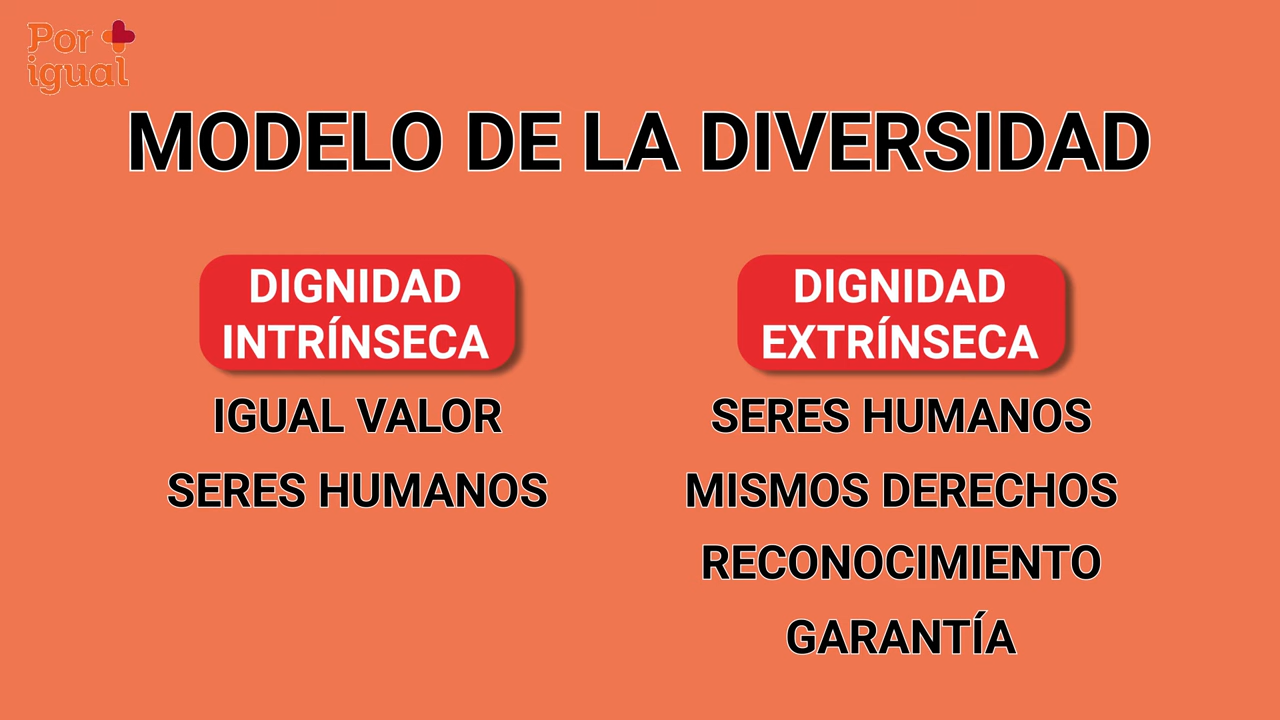 Por
igual
MODELO DE LA DIVERSIDAD
DIGNIDAD
INTRÍNSECA
IGUAL VALOR
SERES HUMANOS
DIGNIDAD
EXTRÍNSECA
SERES HUMANOS
MISMOS DERECHOS
RECONOCIMIENTO
GARANTÍA